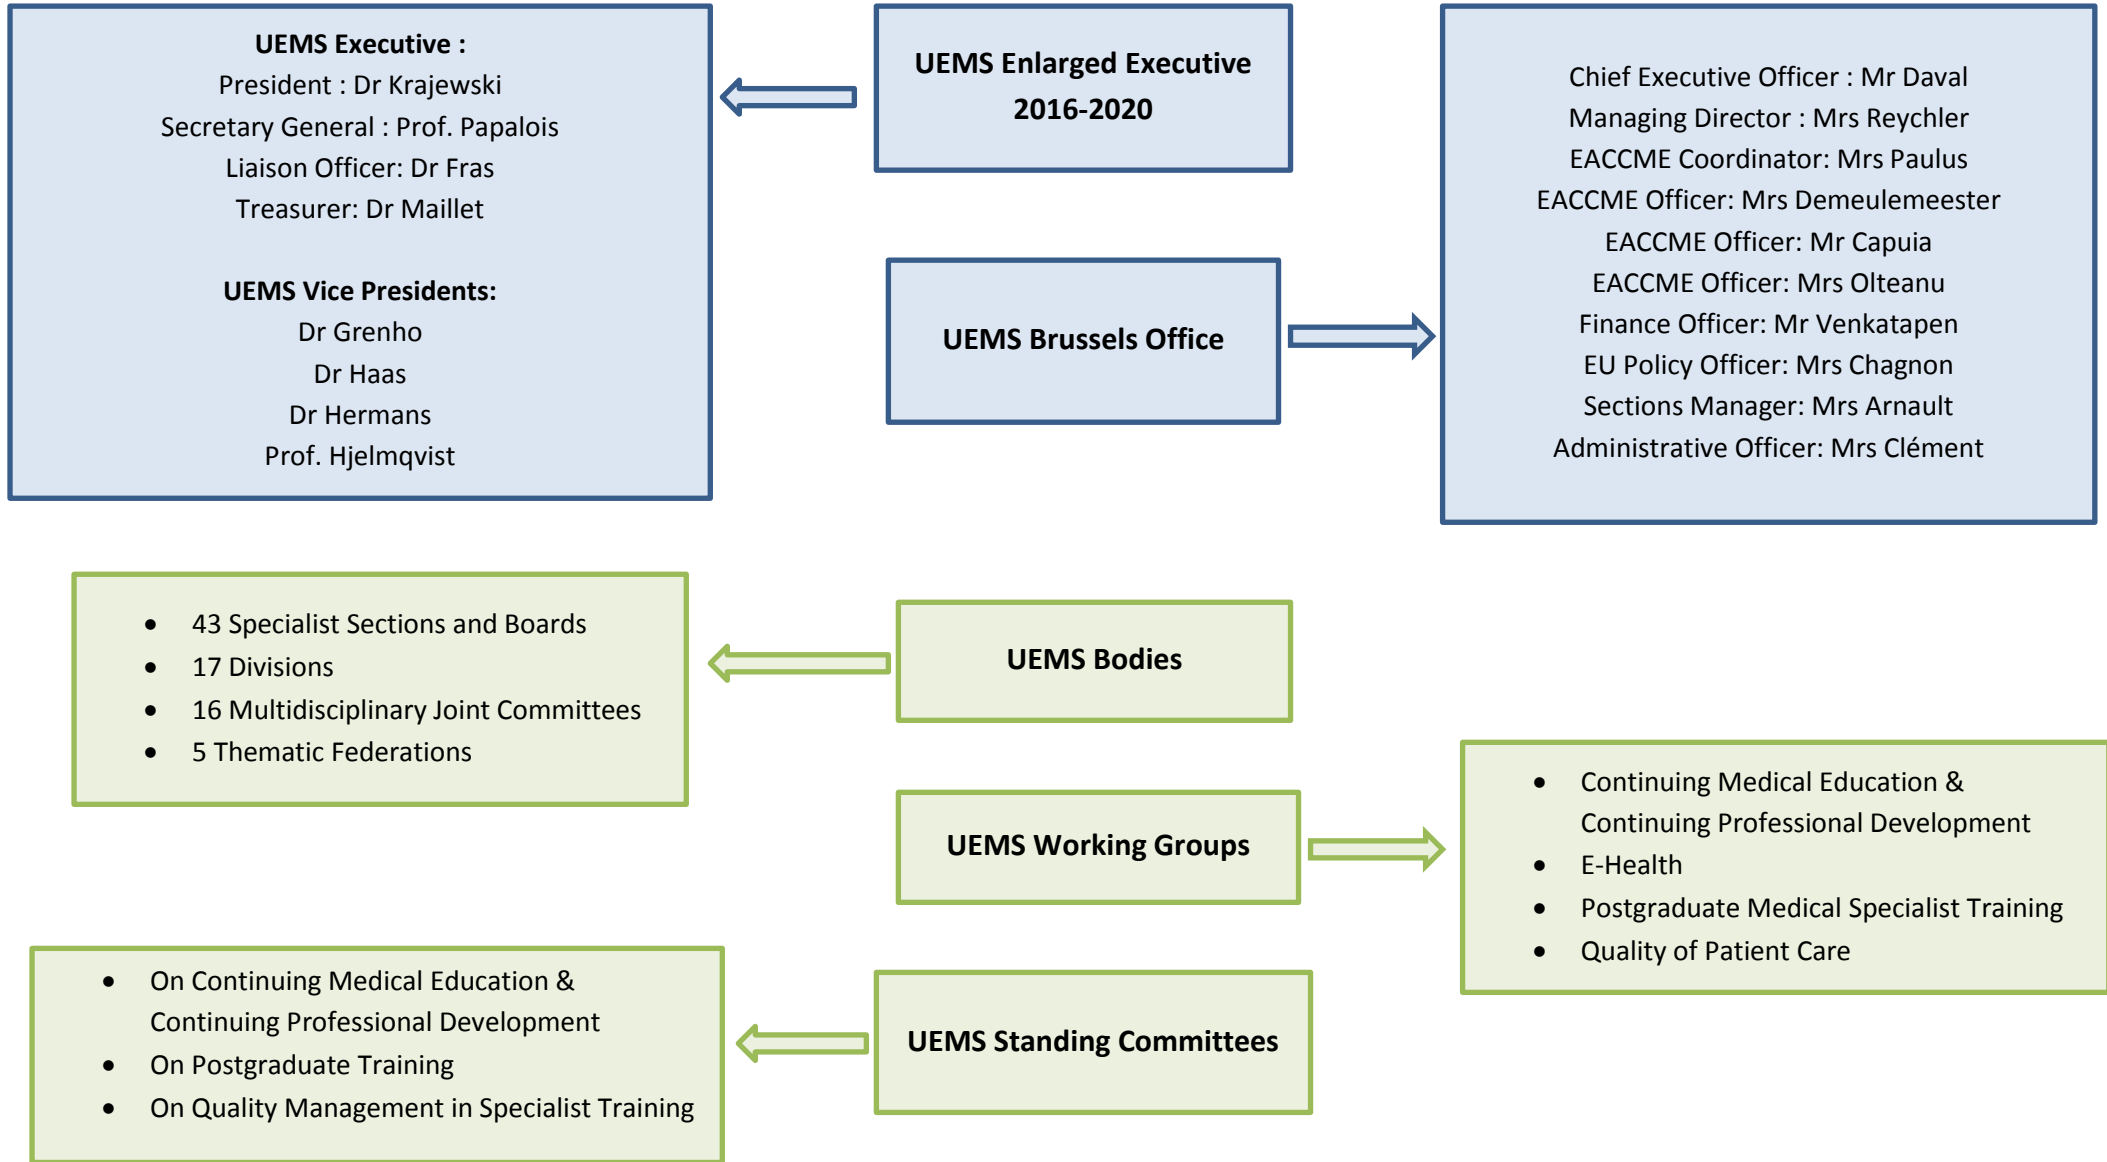 UEMS Executive :
President : Dr Krajewski
Secretary General : Prof. Papalois
Liaison Officer: Dr Fras
Treasurer: Dr Maillet
UEMS Vice Presidents:
Dr Grenho
Dr Haas
Dr Hermans
Prof. Hjelmqvist
UEMS Enlarged Executive
2016-2020
UEMS Brussels Office
Chief Executive Officer : Mr Daval
Managing Director : Mrs Reychler
EACCME Coordinator: Mrs Paulus
EACCME Officer: Mrs Demeulemeester
EACCME Officer: Mr Capuia
EACCME Officer: Mrs Olteanu
Finance Officer: Mr Venkatapen
EU Policy Officer: Mrs Chagnon
Sections Manager: Mrs Arnault
Administrative Officer: Mrs Clément
• 43 Specialist Sections and Boards
• 17 Divisions
• 16 Multidisciplinary Joint Committees
• 5 Thematic Federations
UEMS Bodies
UEMS Working Groups
• Continuing Medical Education &
Continuing Professional Development
• E-Health
• Postgraduate Medical Specialist Training
• Quality of Patient Care
• On Continuing Medical Education &
Continuing Professional Development
• On Postgraduate Training
• On Quality Management in Specialist Training
UEMS Standing Committees